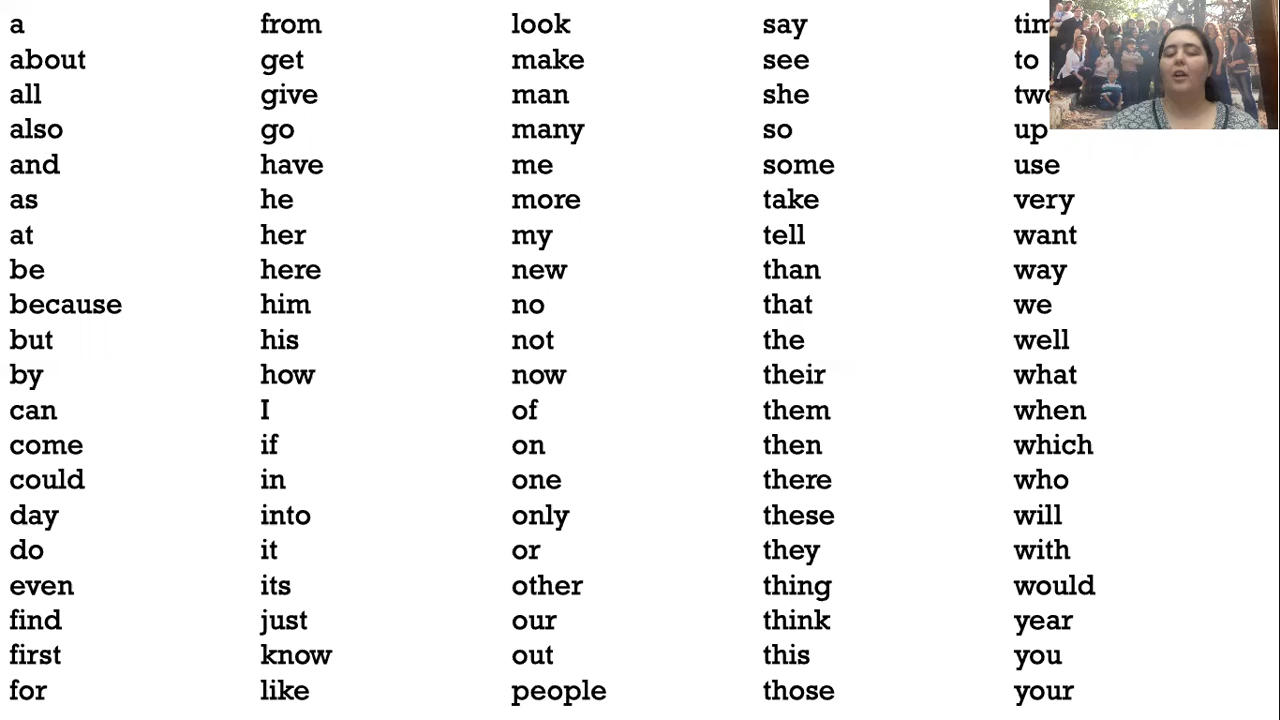 a
about
all
also
and
as
at
be
because
but
by
can
come
could
day
do
even
find
first
for
from
get
give
go
have
he
her
here
him
his
how
I
if
in
into
it
its
just
know
like
look
make
man
many
me
more
my
new
no
not
now
of
on
one
only
or
other
our
out
people
say
see
she
so
some
take
tell
than
that
the
their
them
then
there
these
they
thing
think
this
those
to
two
up
use
very
want
way
we
well
what
when
which
who
will
with
would
year
you
your